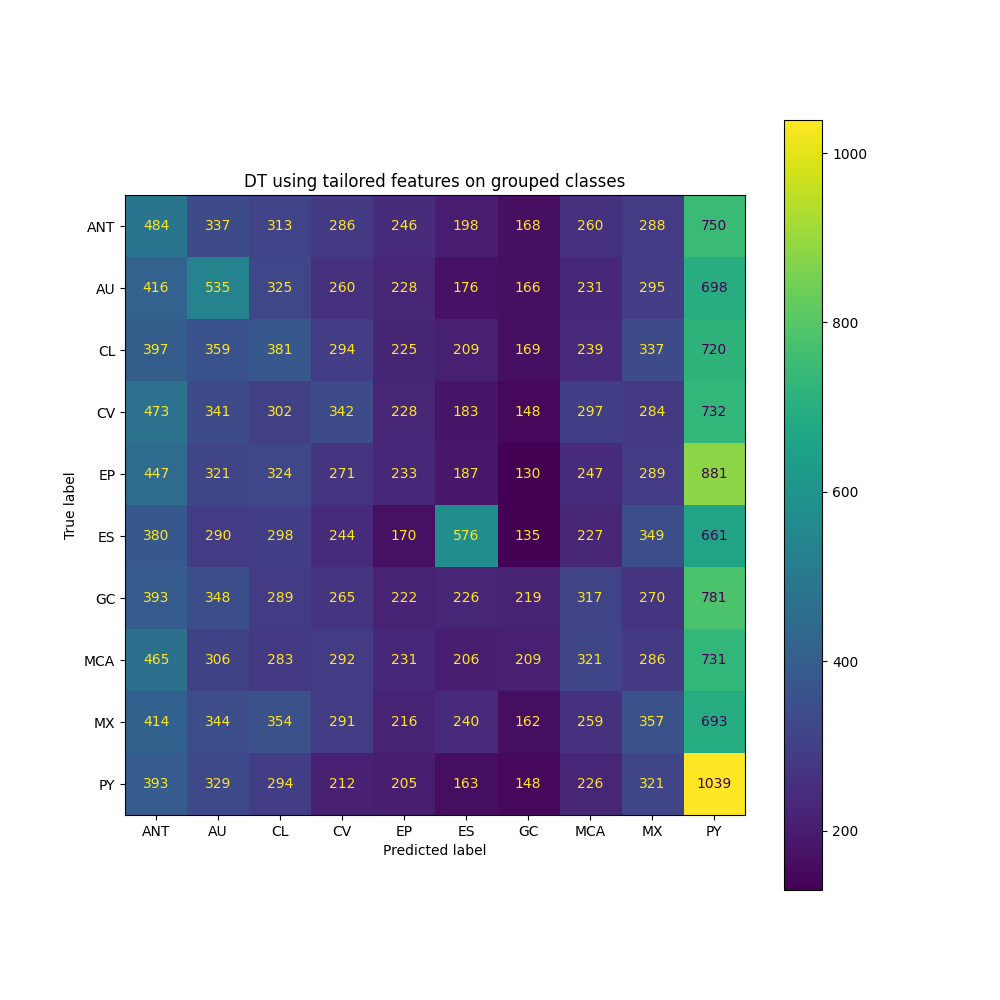 DT using tailored features on grouped classes
True label
ANT 484 337 313 286 246 198 168 260 288 750
AU 416 535 325 260 228 176 166 231 295 698
CL 397 359 381 294 225 209 169 239 337 720
CV 473 341 302 342 228 183 148 297 284 732
EP 447 321 324 271 233 187 130 247 289 881
ES 380 290 298 244 170 576 135 227 349 661
GC 393 348 289 265 222 226 219 317 270 781
MCA 465 306 283 292 231 206 209 321 286 731
MX 414 344 354 291 216 240 162 259 357 693
PY 393 329 294 212 205 163 148 226 321 1039
ANT AU CL CV EP ES GC MCA MX PY
Predicted label
1000
800
600
400
200